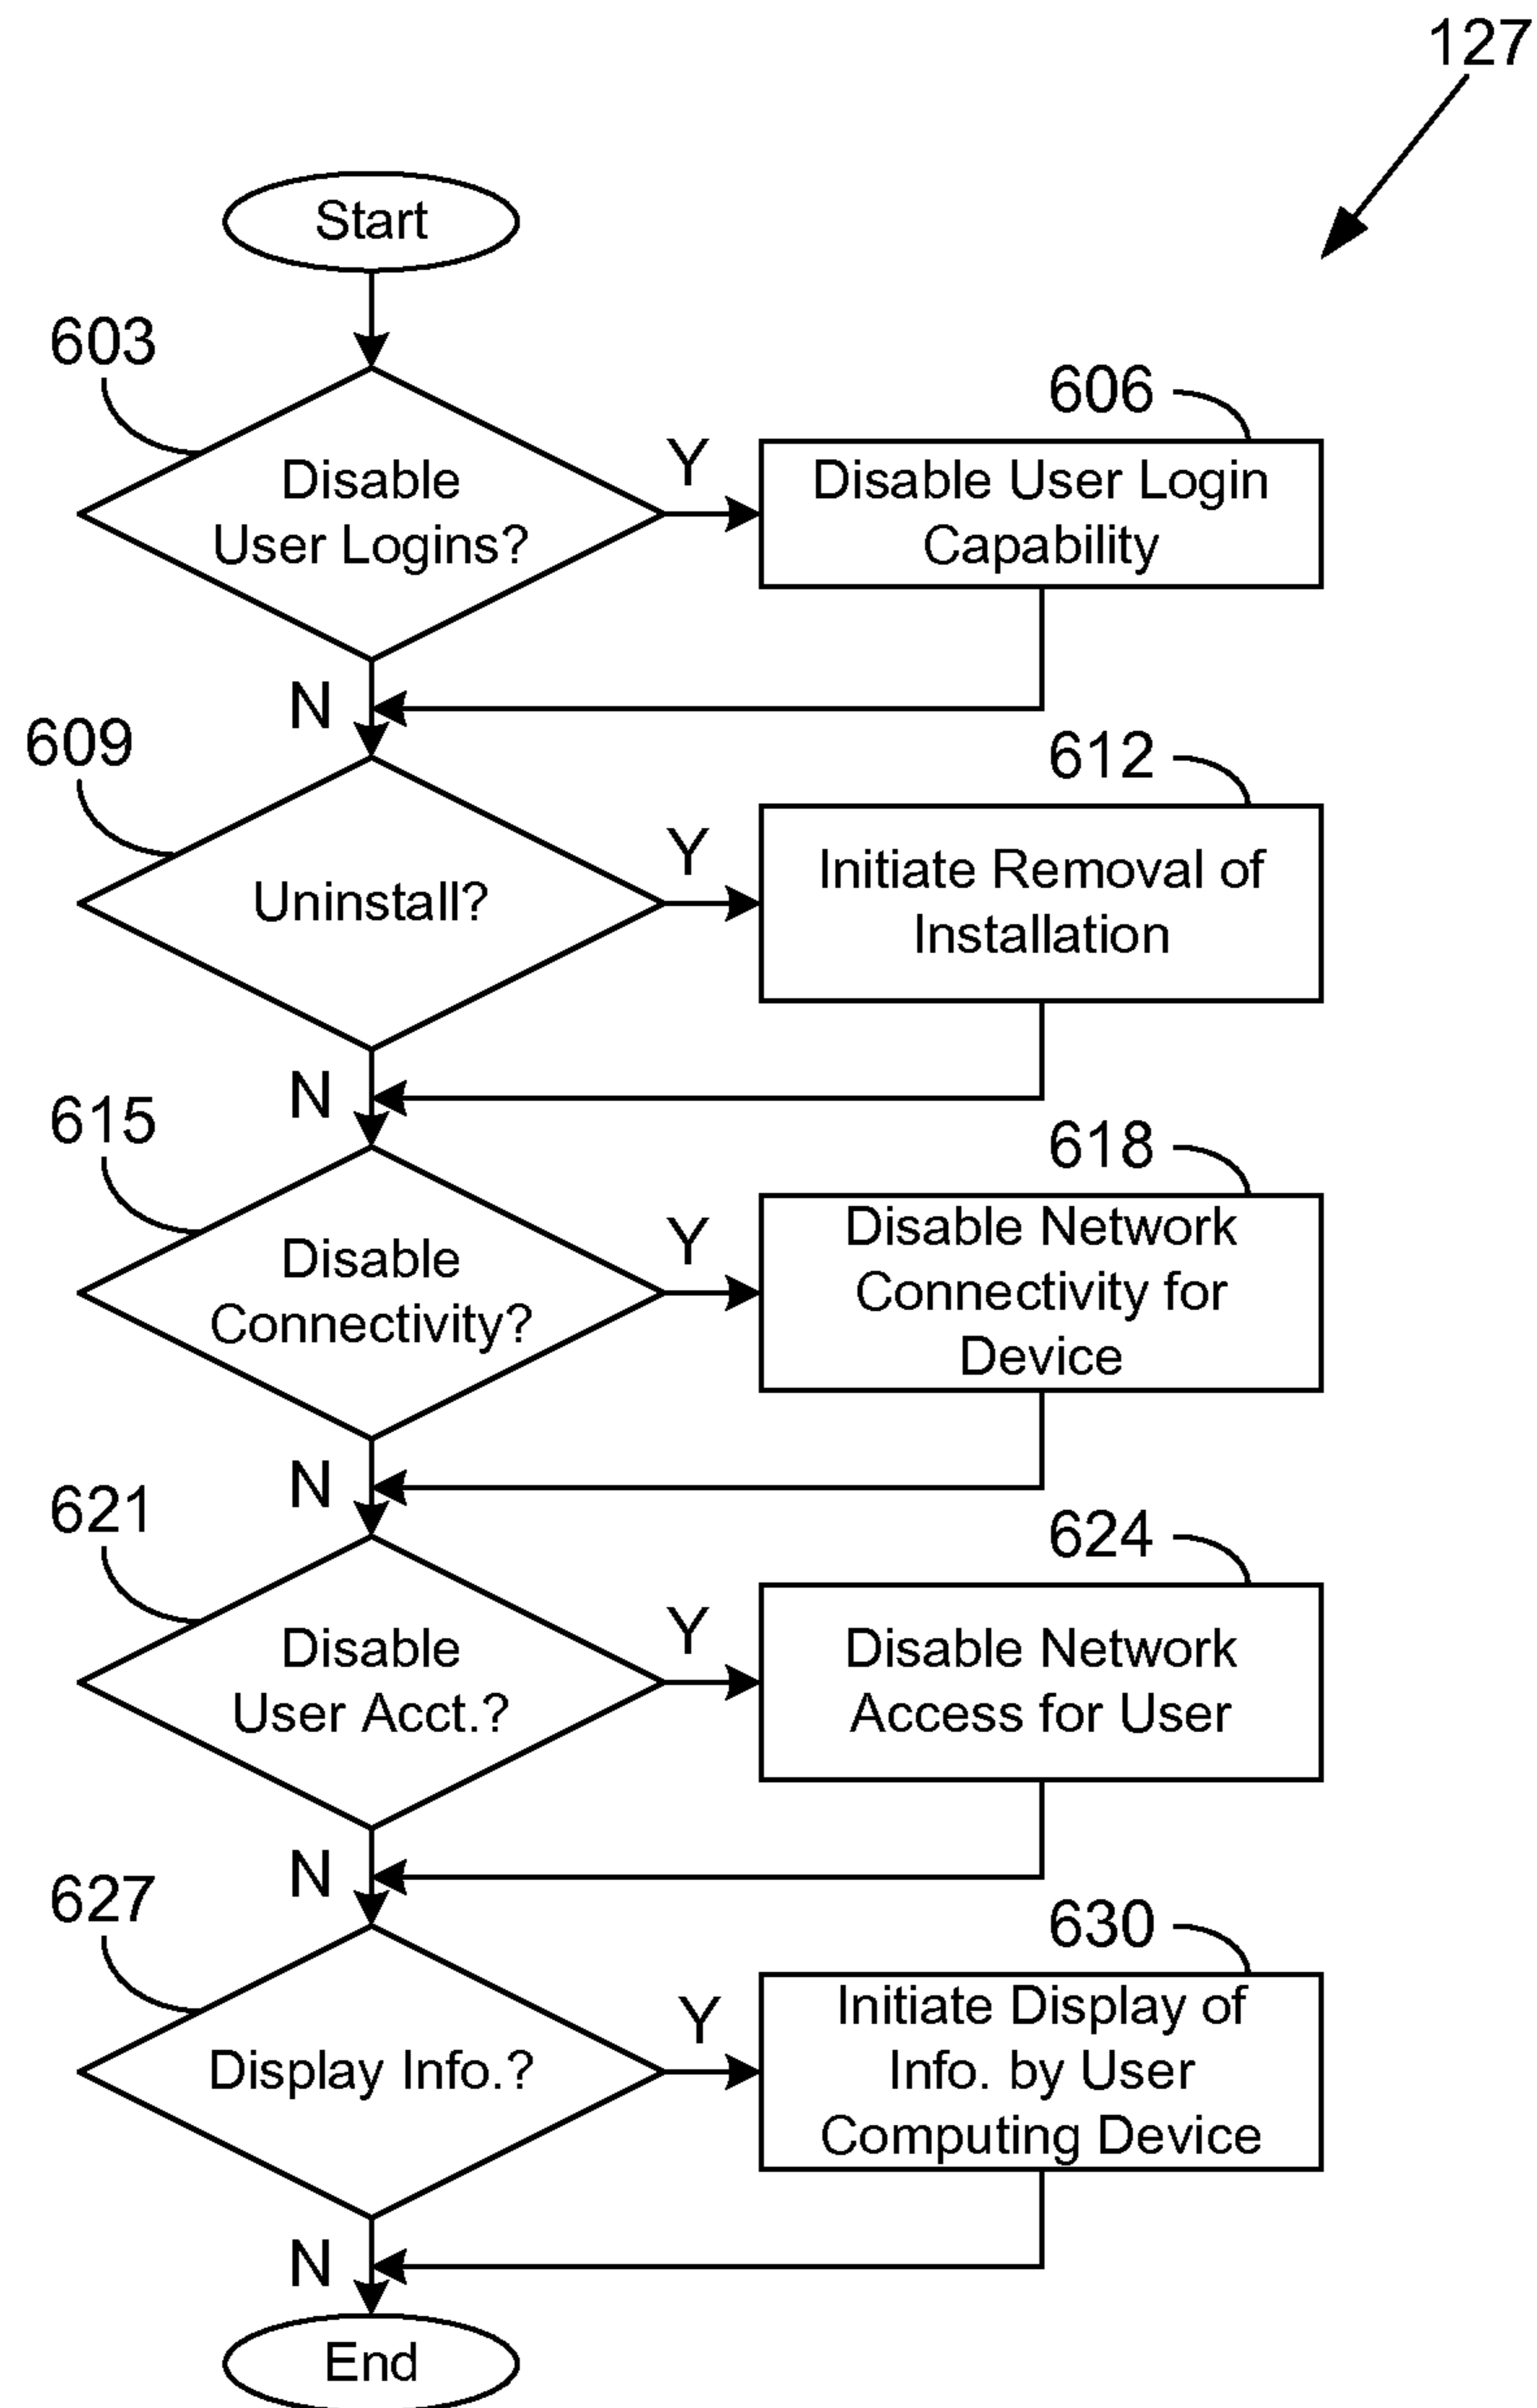 127
Start
603
Disable
User Logins?
Y
606
Disable User Login
Capability
N
609
Uninstall?
Y
612
Initiate Removal of
Installation
N
615
Disable
Connectivity?
Y
618
Disable Network
Connectivity for
Device
N
621
Disable
User Acct.?
Y
624
Disable Network
Access for User
N
627
Display Info.?
Y
630
Initiate Display of
Info. by User
Computing Device
N
End